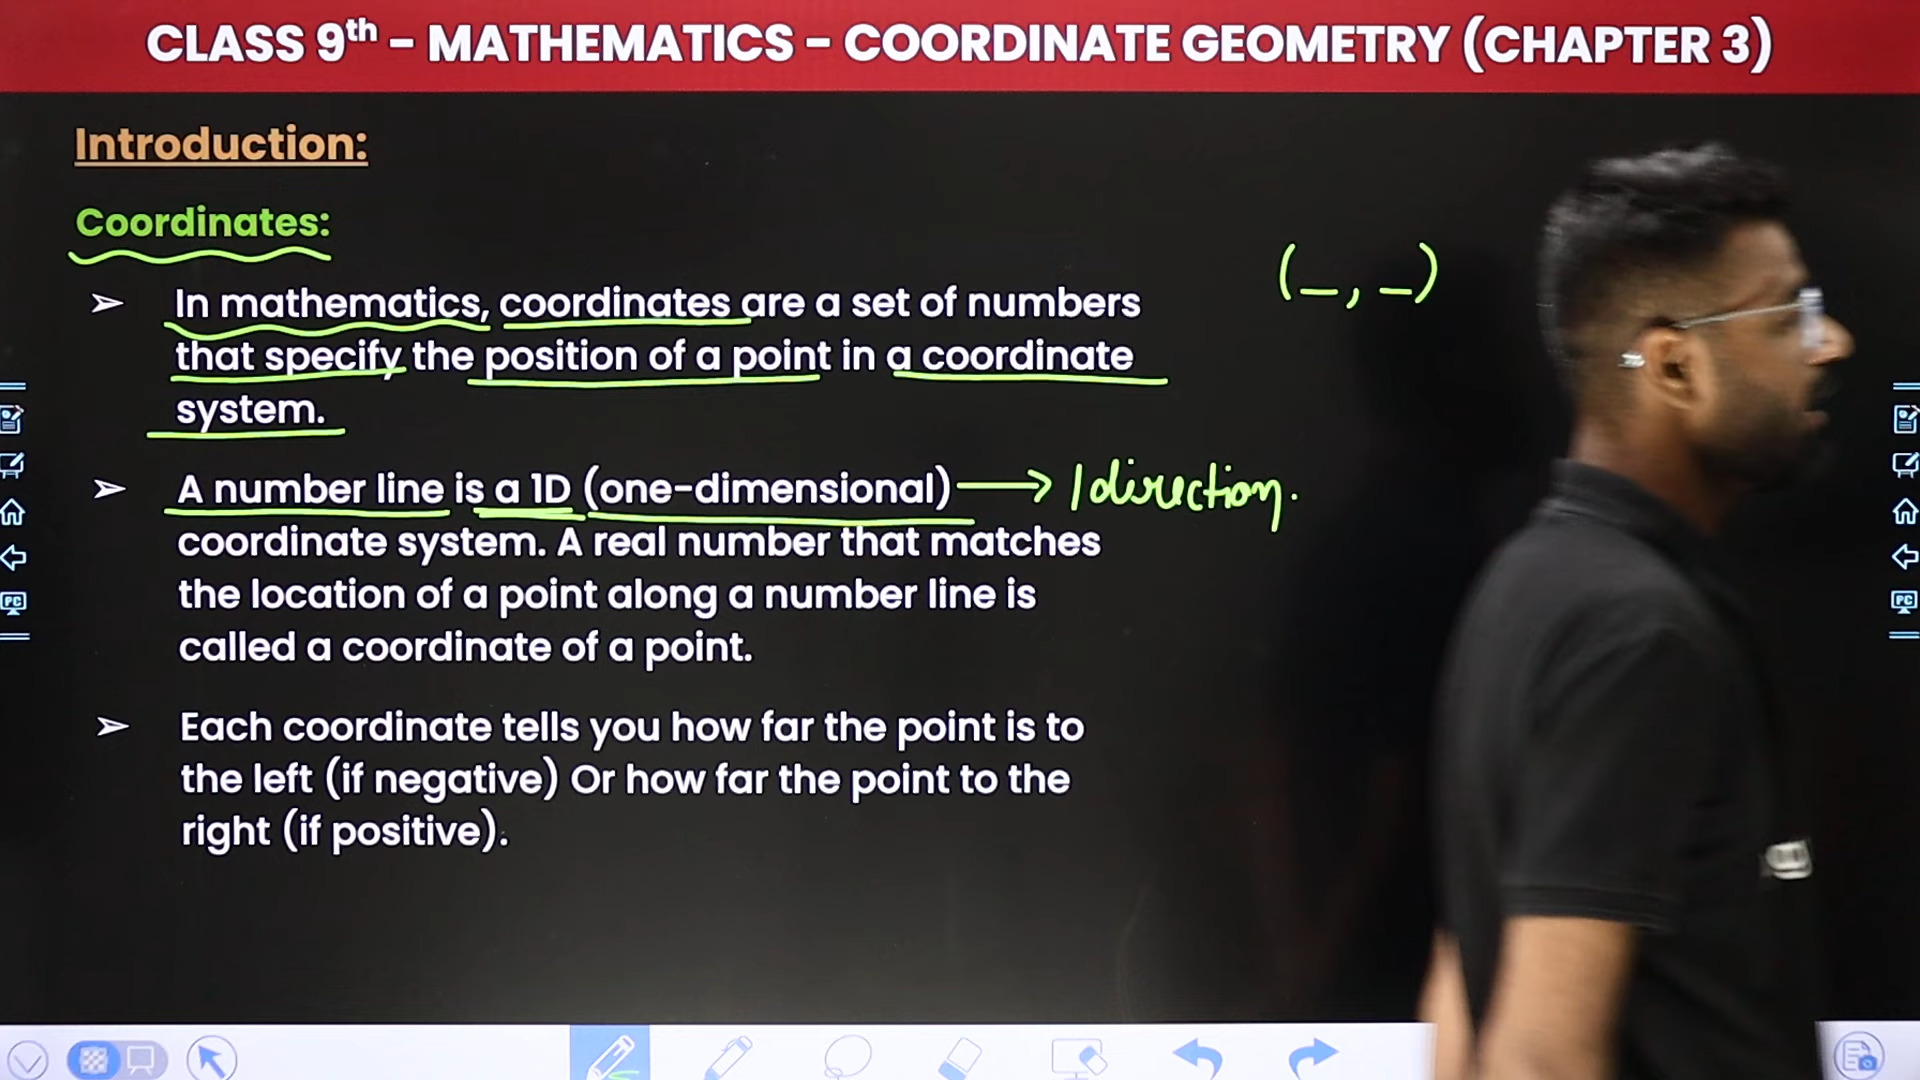 CLASS 9th - MATHEMATICS - COORDINATE GEOMETRY (CHAPTER 3)
Introduction:
Coordinates:
➢ In mathematics, coordinates are a set of numbers
that specify the position of a point in a coordinate
system.
(_, _)
➢ A number line is a 1D (one-dimensional) → 1 direction.
coordinate system. A real number that matches
the location of a point along a number line is
called a coordinate of a point.
➢ Each coordinate tells you how far the point is to
the left (if negative) Or how far the point to the
right (if positive).
PC
PC